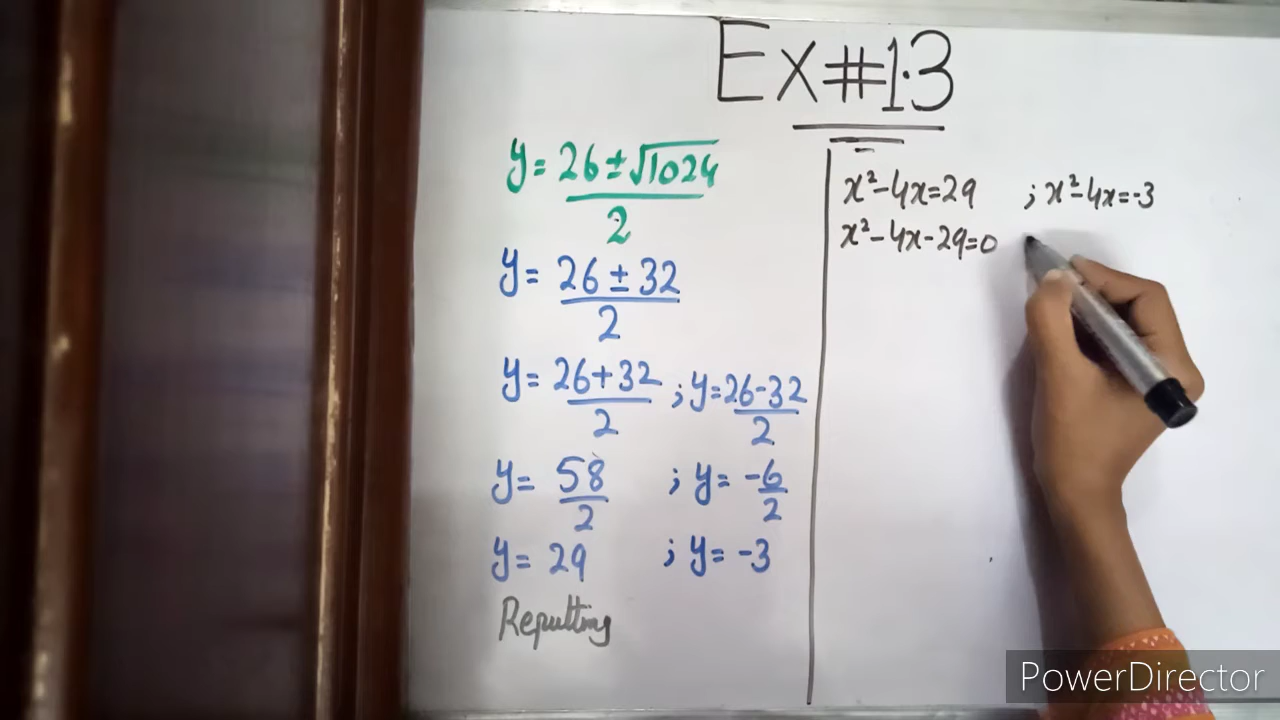 Ex#1.3
y = 26 ± √1024 / 2
y = 26 ± 32 / 2
y = 26 + 32 / 2 ; y = 26 - 32 / 2
y = 58 / 2 ; y = -6 / 2
y = 29 ; y = -3
Reputting
x² - 4x = 29 ; x² - 4x = -3
x² - 4x - 29 = 0
PowerDirector